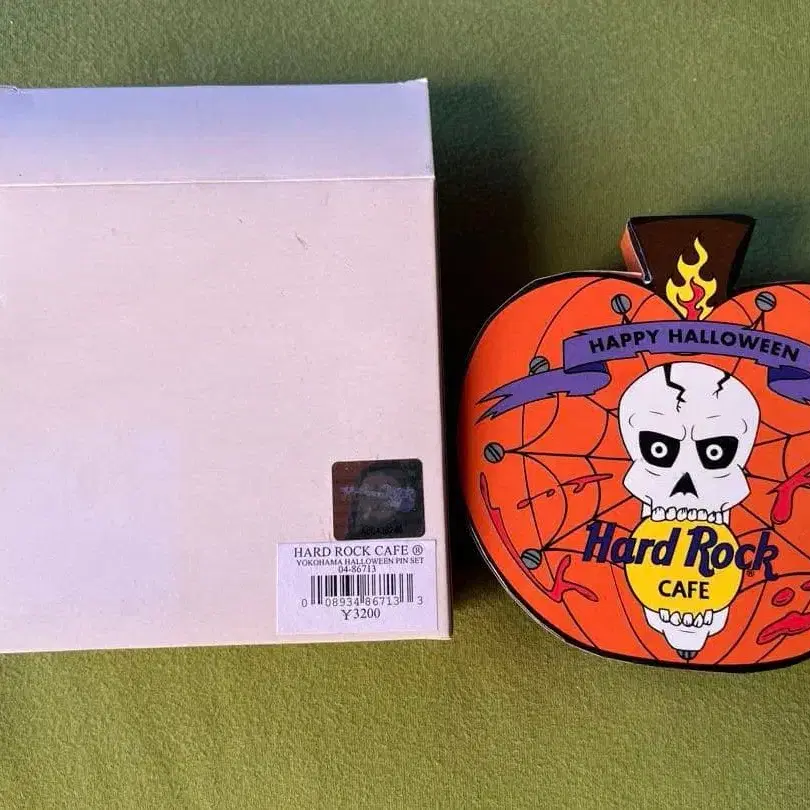 HARD ROCK CAFE ®
YOKOHAMA HALLOWEEN PIN SET
04-86713
0 08934 86713 3
Y3200
HAPPY HALLOWEEN
Hard Rock ®
CAFE